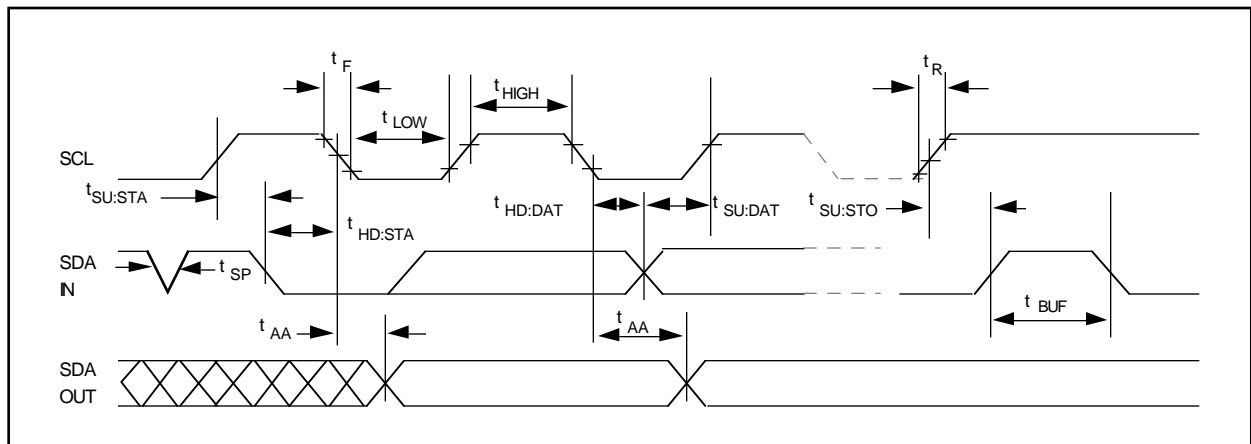 t F
t R
t HIGH
t LOW
SCL
t SU:STA
t HD:STA
t HD:DAT
t SU:DAT
t SU:STO
SDA
IN
t SP
t BUF
t AA
t AA
SDA
OUT